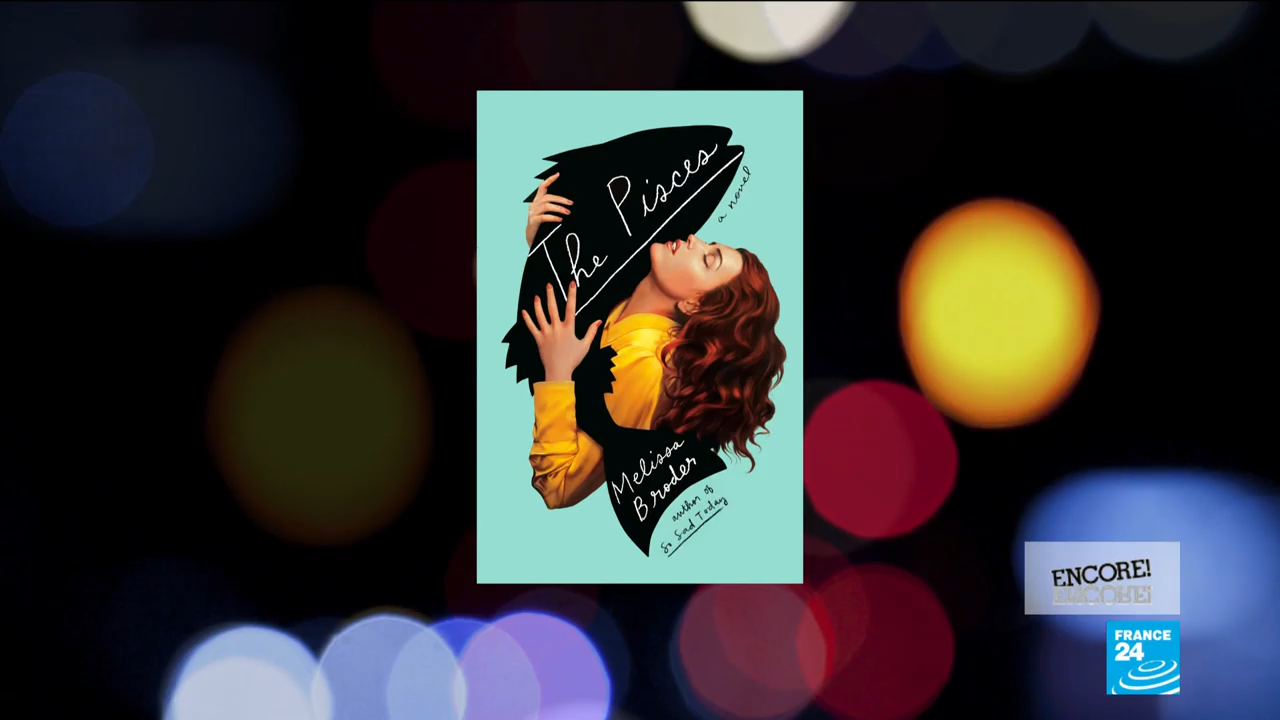 The Pisces
a novel
Melissa
Broder
author of
So Sad Today
ENCORE!
FRANCE
24